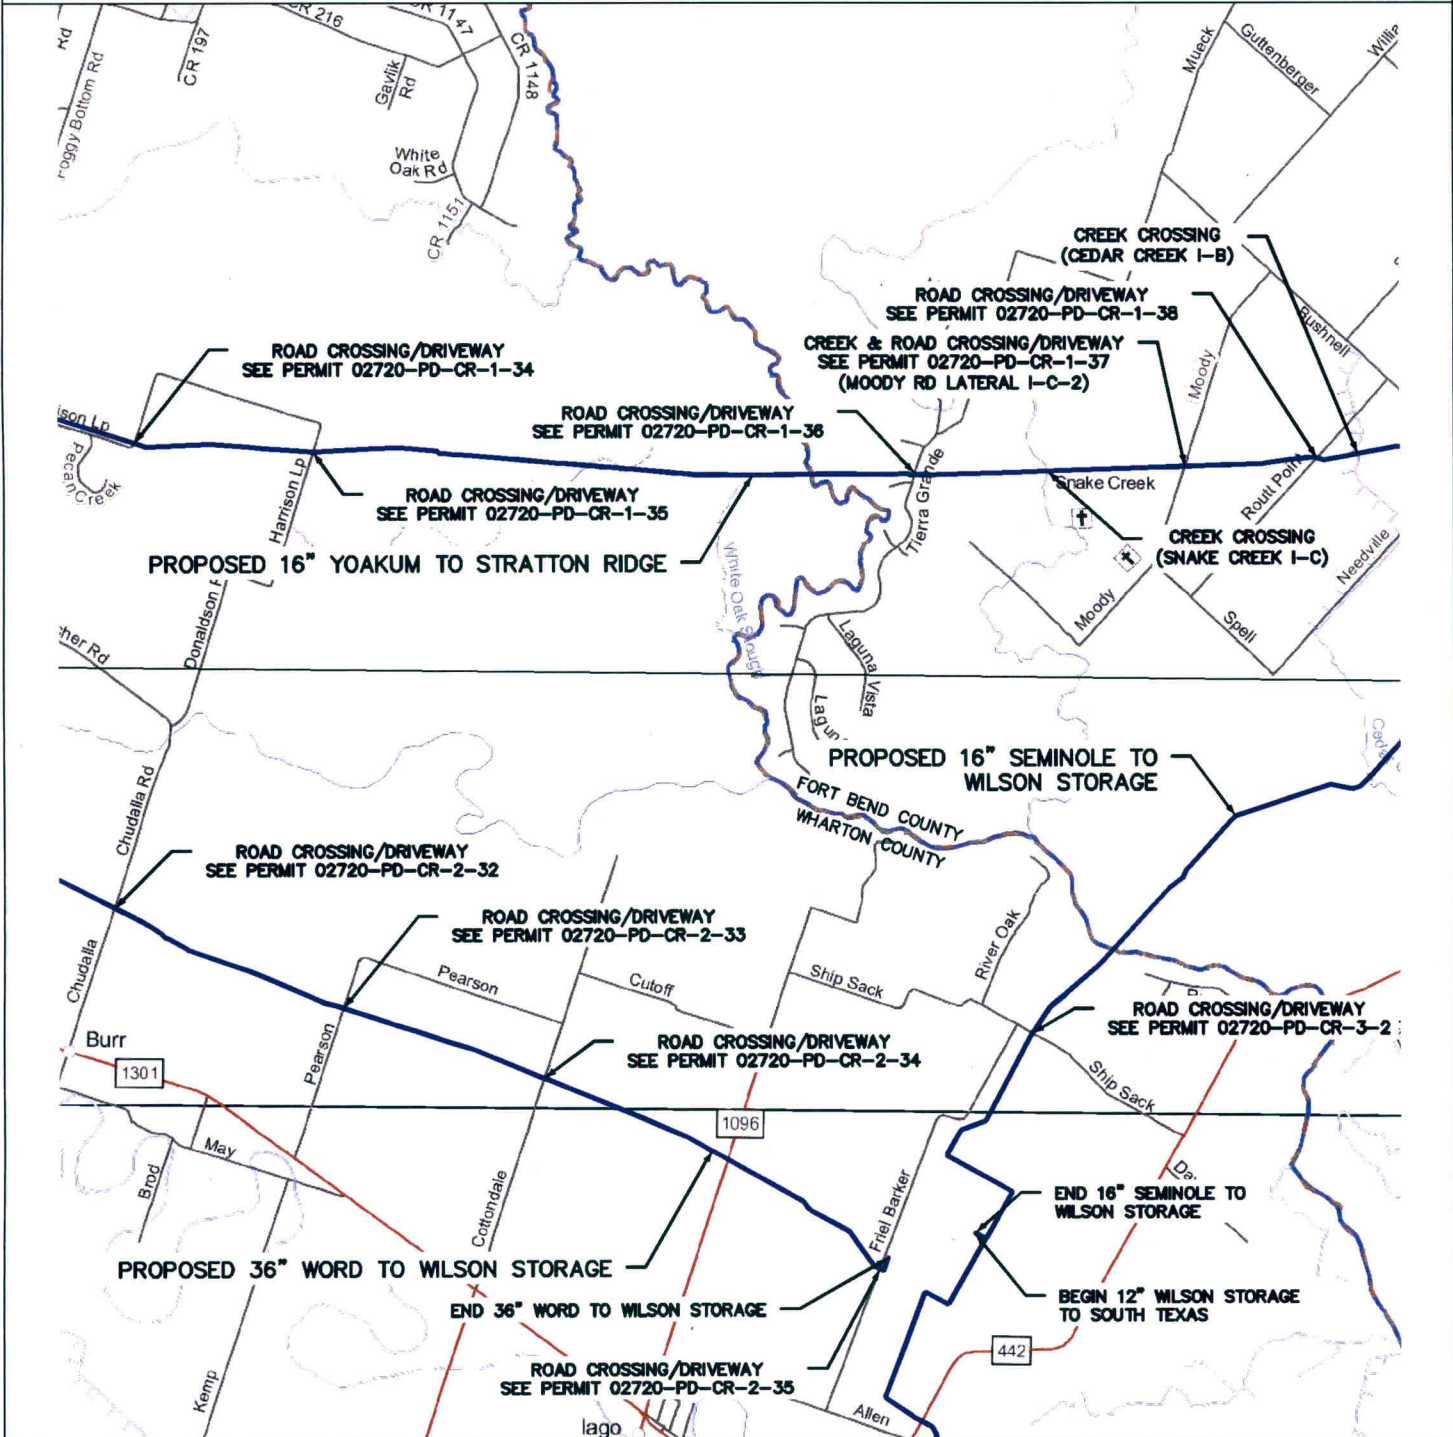 Rd
CR 197
CR 216
CR 1147
CR 1148
Gavlik
Rd
White
Oak Rd
CR 1151
Mueck
Guttenberger
CREEK CROSSING
(CEDAR CREEK I-B)
ROAD CROSSING/DRIVEWAY
SEE PERMIT 02720-PD-CR-1-38
CREEK & ROAD CROSSING/DRIVEWAY
SEE PERMIT 02720-PD-CR-1-37
(MOODY RD LATERAL I-C-2)
Bushnell
Moody
ROAD CROSSING/DRIVEWAY
SEE PERMIT 02720-PD-CR-1-34
ROAD CROSSING/DRIVEWAY
SEE PERMIT 02720-PD-CR-1-36
ison Lp
Pecan Creek
Harrison Lp
ROAD CROSSING/DRIVEWAY
SEE PERMIT 02720-PD-CR-1-35
Tierra Grande
Snake Creek
Routt Point
CREEK CROSSING
(SNAKE CREEK I-C)
Needville
PROPOSED 16" YOAKUM TO STRATTON RIDGE
White Oak Slough
Donaldson R
cher Rd
Moody
Spell
Laguna Vista
Lagun
PROPOSED 16" SEMINOLE TO
WILSON STORAGE
FORT BEND COUNTY
WHARTON COUNTY
Chudalla Rd
ROAD CROSSING/DRIVEWAY
SEE PERMIT 02720-PD-CR-2-32
ROAD CROSSING/DRIVEWAY
SEE PERMIT 02720-PD-CR-2-33
Chudalla
Pearson
Cutoff
Ship Sack
River Oak
ROAD CROSSING/DRIVEWAY
SEE PERMIT 02720-PD-CR-3-2
Burr
1301
Pearson
ROAD CROSSING/DRIVEWAY
SEE PERMIT 02720-PD-CR-2-34
Ship Sack
1096
May
Brod
Cottondale
Friel Barker
Da
END 16" SEMINOLE TO
WILSON STORAGE
PROPOSED 36" WORD TO WILSON STORAGE
END 36" WORD TO WILSON STORAGE
BEGIN 12" WILSON STORAGE
TO SOUTH TEXAS
442
ROAD CROSSING/DRIVEWAY
SEE PERMIT 02720-PD-CR-2-35
Kemp
Allen
Iago